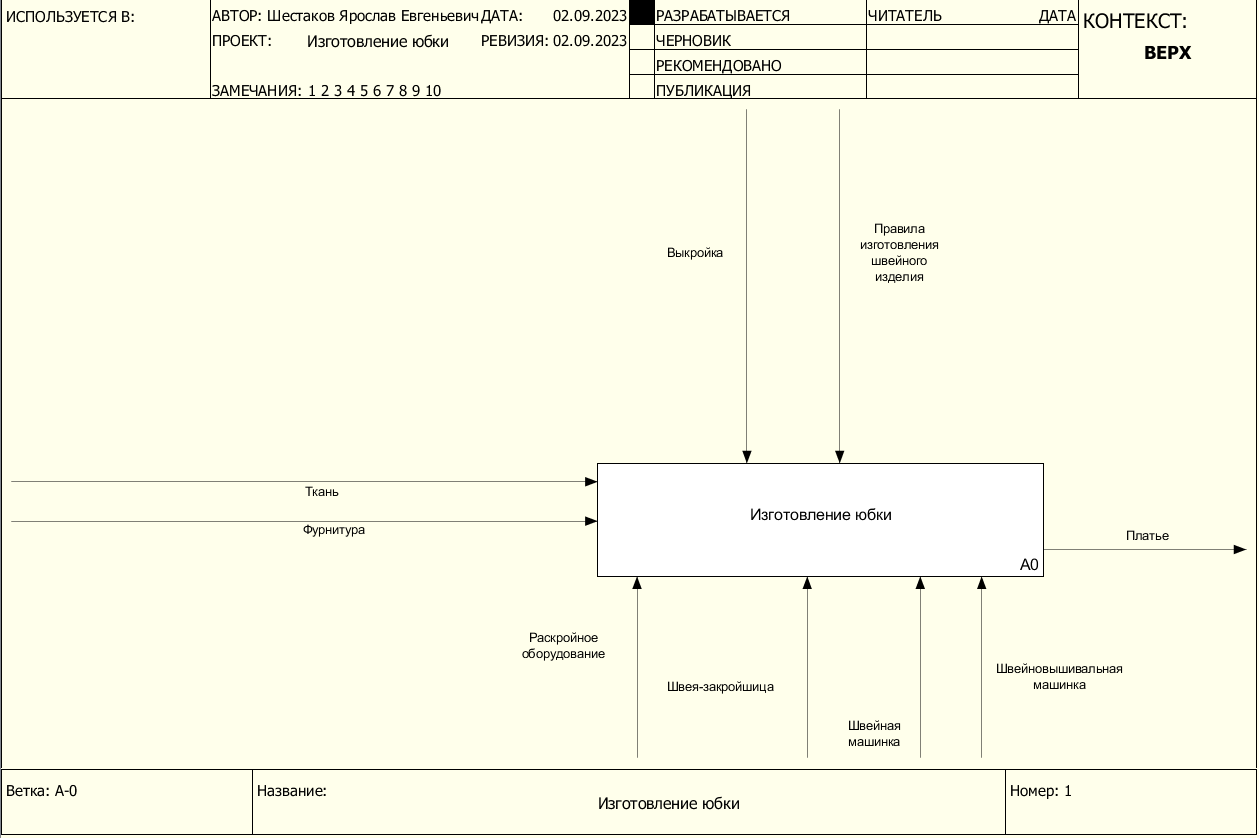 ИСПОЛЬЗУЕТСЯ В:
АВТОР: Шестаков Ярослав Евгеньевич ДАТА: 02.09.2023
РАЗРАБАТЫВАЕТСЯ
ЧИТАТЕЛЬ ДАТА
КОНТЕКСТ:
ПРОЕКТ: Изготовление юбки РЕВИЗИЯ: 02.09.2023
ЧЕРНОВИК
ВЕРХ
РЕКОМЕНДОВАНО
ЗАМЕЧАНИЯ: 1 2 3 4 5 6 7 8 9 10
ПУБЛИКАЦИЯ
Выкройка
Правила
изготовления
швейного
изделия
Ткань
Фурнитура
Изготовление юбки
A0
Платье
Раскройное
оборудование
Швея-закройшица
Швейная
машинка
Швейновышивальная
машинка
Ветка: A-0
Название:
Изготовление юбки
Номер: 1